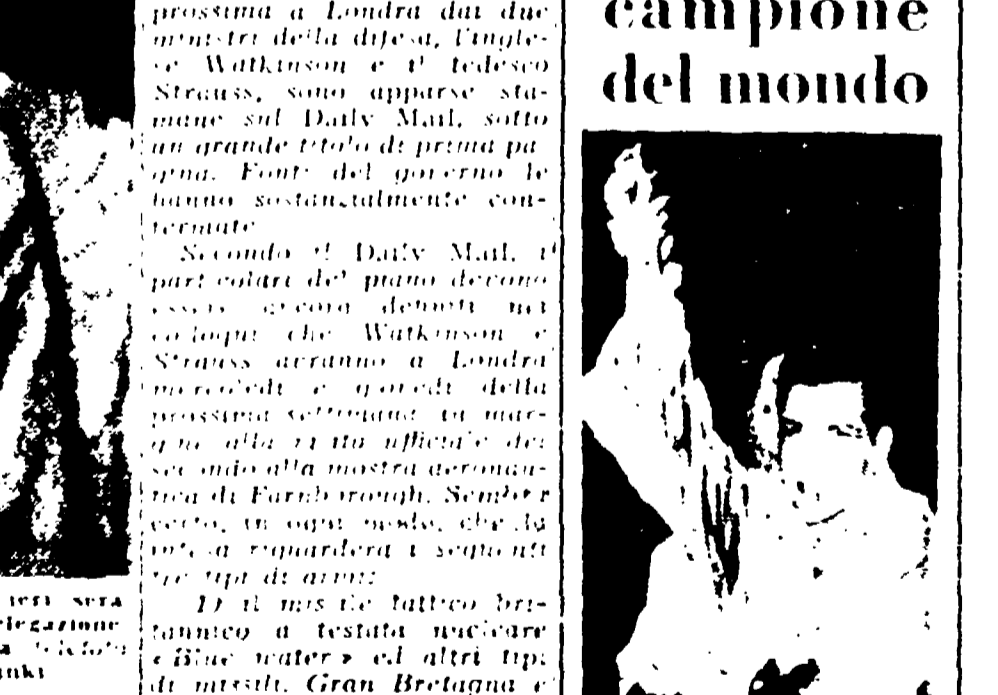 prossima a Londra dai due
ministri della difesa, l'ingle-
se Watkinson e il tedesco
Strauss, sono apparse sta-
mane sul Daily Mail, sotto
un grande titolo di prima pa
gina. Fonti del governo le
hanno sostanzialmente con-
fermate
Secondo il Daily Mail, i
particolari del piano devono
essere ancora definiti nei
colloqui che Watkinson e
Strauss avranno a Londra
mercoledì e giovedì della
prossima settimana in mar-
gine alla visita ufficiale del
secondo alla mostra aeronau-
tica di Farnborough. Sembra
certo, in ogni modo, che la
intesa riguarderà i seguenti
tre tipi di armi:
1) il missile tattico bri-
tannico a testata nucleare
«Blue water» ed altri tipi
di missili. Gran Bretagna e
ieri sera
elegazione
telefoto
campione
del mondo